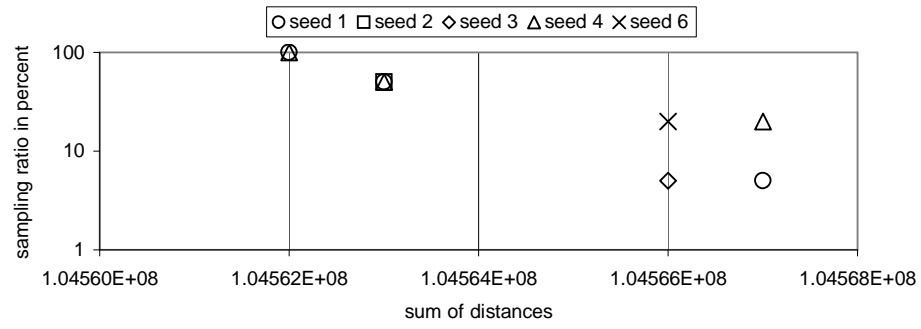 seed 1 seed 2 seed 3 seed 4 seed 6
sampling ratio in percent
100
10
1
1.04560E+08 1.04562E+08 1.04564E+08 1.04566E+08 1.04568E+08
sum of distances